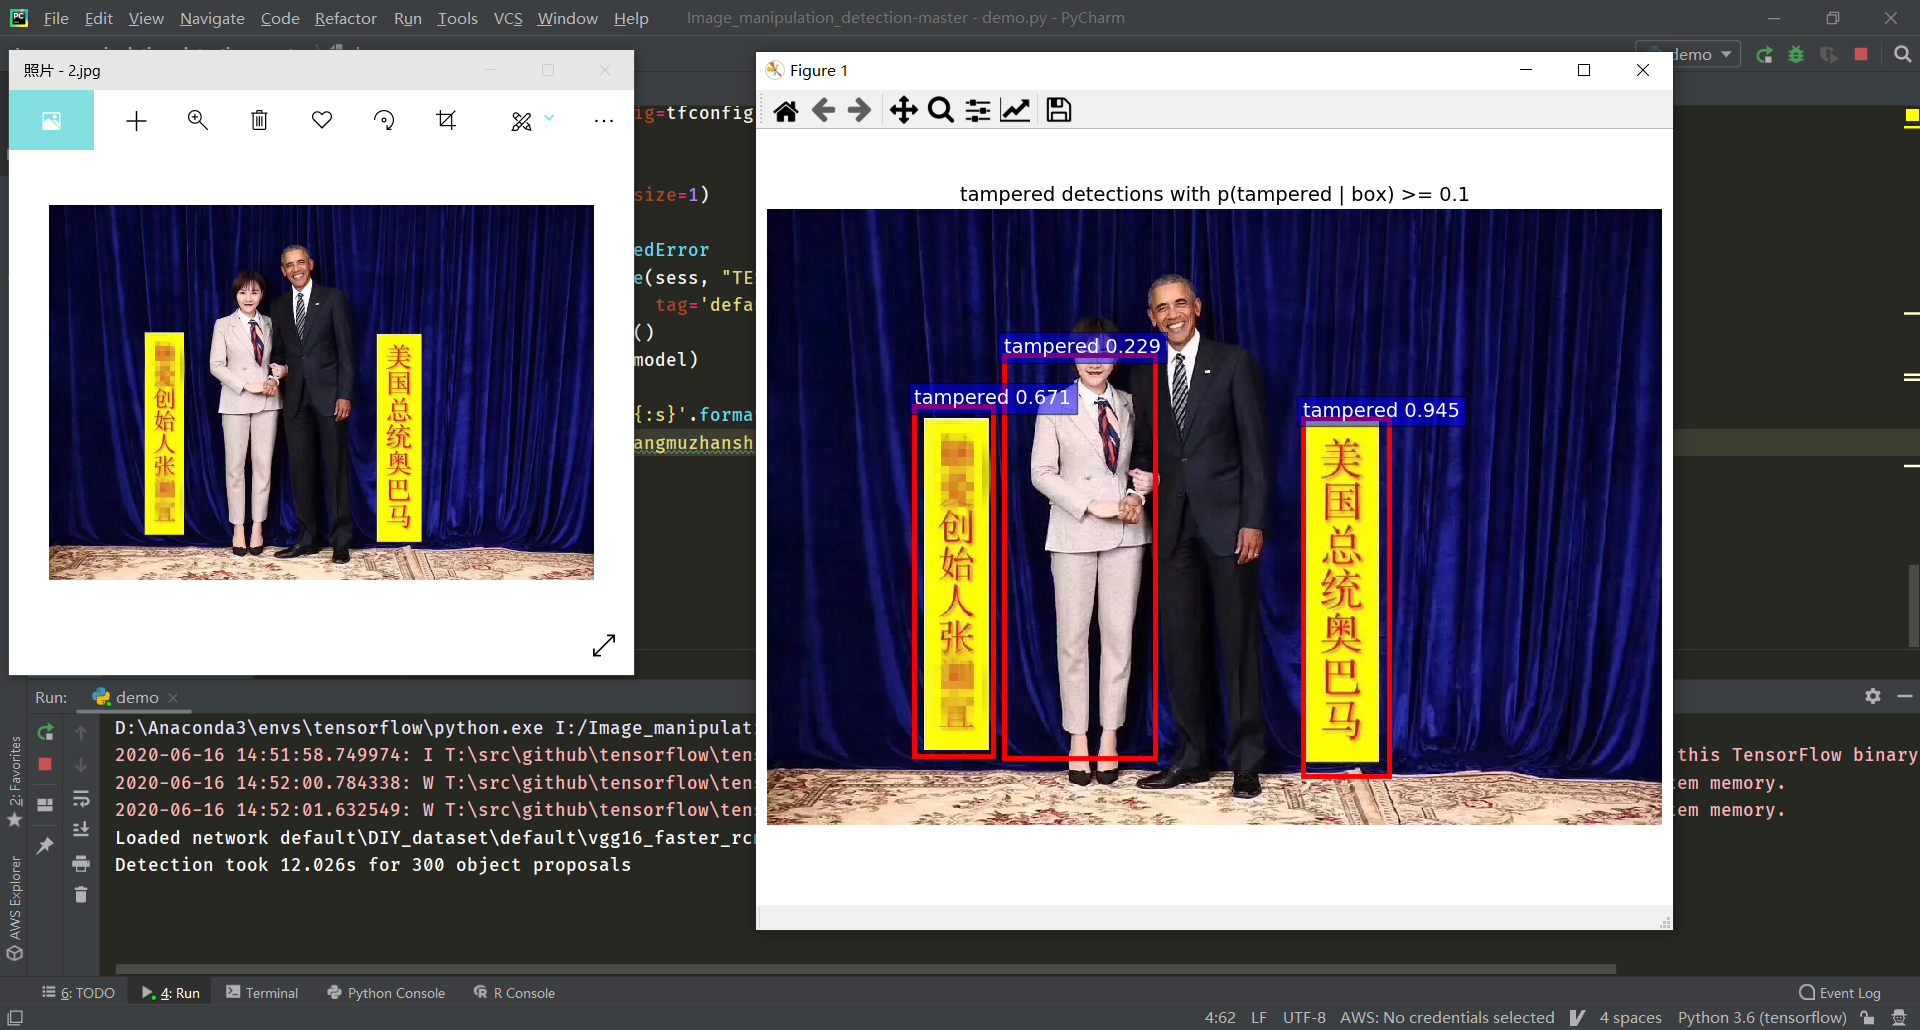 File Edit View Navigate Code Refactor Run Tools VCS Window Help
Image_manipulation_detection-master - demo.py - PyCharm
demo
照片 - 2.jpg
ig=tfconfig
size=1)
edError
e(sess, "TE
tag='defa
()
model)
{:s}'.forma
angmuzhansh
创始人张
美国总统奥巴马
Figure 1
tampered detections with p(tampered | box) >= 0.1
tampered 0.229
tampered 0.671
tampered 0.945
创始人张
美国总统奥巴马
Run: demo
D:\Anaconda3\envs\tensorflow\python.exe I:/Image_manipulat
2020-06-16 14:51:58.749974: I T:\src\github\tensorflow\ten
this TensorFlow binary
2020-06-16 14:52:00.784338: W T:\src\github\tensorflow\ten
em memory.
2020-06-16 14:52:01.632549: W T:\src\github\tensorflow\ten
em memory.
Loaded network default\DIY_dataset\default\vgg16_faster_rc
Detection took 12.026s for 300 object proposals
2: Favorites
AWS Explorer
6: TODO 4: Run Terminal Python Console R Console Event Log
4:62 LF UTF-8 AWS: No credentials selected 4 spaces Python 3.6 (tensorflow)